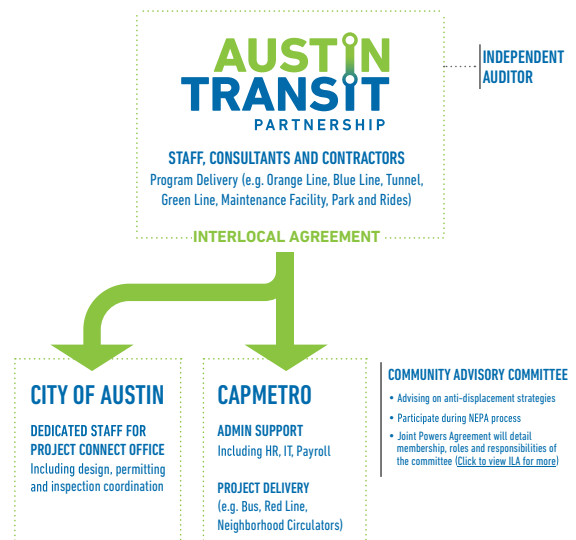 AUSTIN
TRANSIT
PARTNERSHIP
INDEPENDENT
AUDITOR
STAFF, CONSULTANTS AND CONTRACTORS
Program Delivery (e.g. Orange Line, Blue Line, Tunnel,
Green Line, Maintenance Facility, Park and Rides)
INTERLOCAL AGREEMENT
CITY OF AUSTIN
DEDICATED STAFF FOR
PROJECT CONNECT OFFICE
Including design, permitting
and inspection coordination
CAPMETRO
ADMIN SUPPORT
Including HR, IT, Payroll
PROJECT DELIVERY
(e.g. Bus, Red Line,
Neighborhood Circulators)
COMMUNITY ADVISORY COMMITTEE
• Advising on anti-displacement strategies
• Participate during NEPA process
• Joint Powers Agreement will detail
membership, roles and responsibilities of
the committee (Click to view ILA for more)